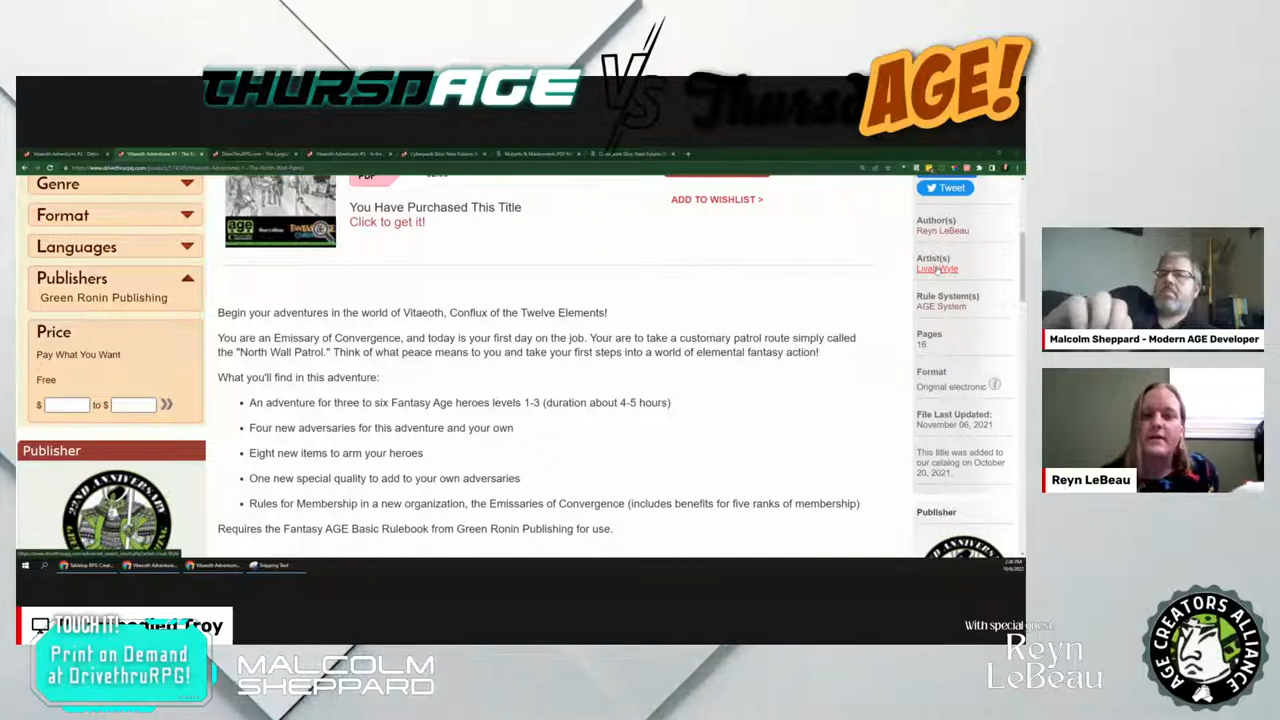 THURSDAGE
VS
Thursd
AGE!
Genre
Format
Languages
Publishers
Green Ronin Publishing
Price
Pay What You Want
Free
$ to $
Publisher
PDF
You Have Purchased This Title
Click to get it!
ADD TO WISHLIST >
Begin your adventures in the world of Vitaeoth, Conflux of the Twelve Elements!
You are an Emissary of Convergence, and today is your first day on the job. Your are to take a customary patrol route simply called
the "North Wall Patrol." Think of what peace means to you and take your first steps into a world of elemental fantasy action!
What you'll find in this adventure:
• An adventure for three to six Fantasy Age heroes levels 1-3 (duration about 4-5 hours)
• Four new adversaries for this adventure and your own
• Eight new items to arm your heroes
• One new special quality to add to your own adversaries
• Rules for Membership in a new organization, the Emissaries of Convergence (includes benefits for five ranks of membership)
Requires the Fantasy AGE Basic Rulebook from Green Ronin Publishing for use.
Tweet
Author(s)
Reyn LeBeau
Artist(s)
Rule System(s)
AGE System
Pages
16
Format
Original electronic
File Last Updated:
November 06, 2021
This title was added to
our catalog on October
20, 2021.
Publisher
Malcolm Sheppard - Modern AGE Developer
Reyn LeBeau
Snipping Tool
2:36 PM
10/6/2022
Troy
TOUCH IT!
Print on Demand
at DrivethruRPG!
MALCOLM
SHEPPARD
With special guest
Reyn
LeBeau
AGE CREATORS ALLIANCE